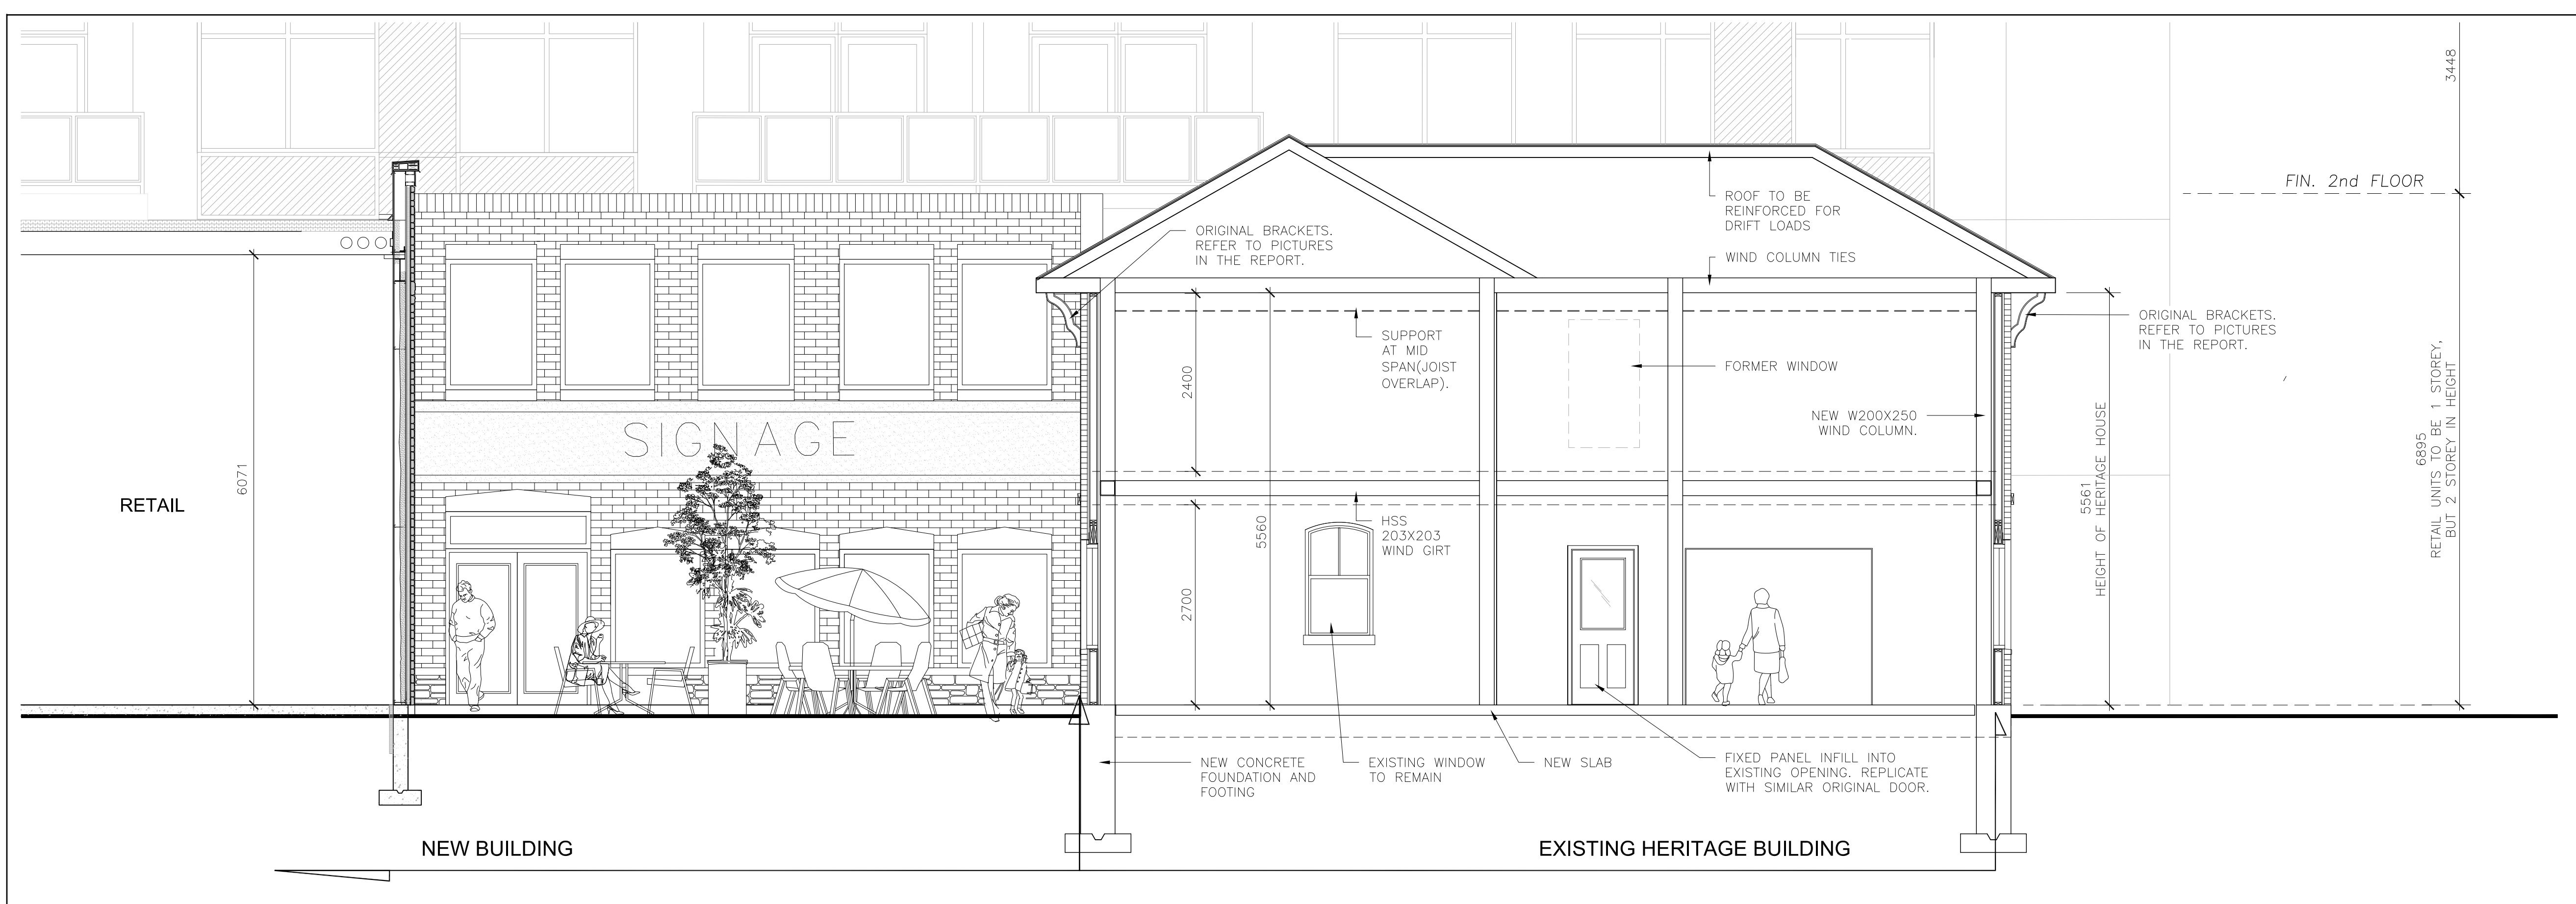 3448
FIN. 2nd FLOOR
ROOF TO BE
REINFORCED FOR
DRIFT LOADS
ORIGINAL BRACKETS.
REFER TO PICTURES
IN THE REPORT.
WIND COLUMN TIES
ORIGINAL BRACKETS.
REFER TO PICTURES
IN THE REPORT.
SUPPORT
AT MID
SPAN(JOIST
OVERLAP).
FORMER WINDOW
2400
NEW W200X250
WIND COLUMN.
SIGNAGE
6071
RETAIL
5560
HSS
203X203
WIND GIRT
2700
5561
HEIGHT OF HERITAGE HOUSE
6895
RETAIL UNITS TO BE 1 STOREY,
BUT 2 STOREY IN HEIGHT
NEW CONCRETE
FOUNDATION AND
FOOTING
EXISTING WINDOW
TO REMAIN
NEW SLAB
FIXED PANEL INFILL INTO
EXISTING OPENING. REPLICATE
WITH SIMILAR ORIGINAL DOOR.
NEW BUILDING
EXISTING HERITAGE BUILDING